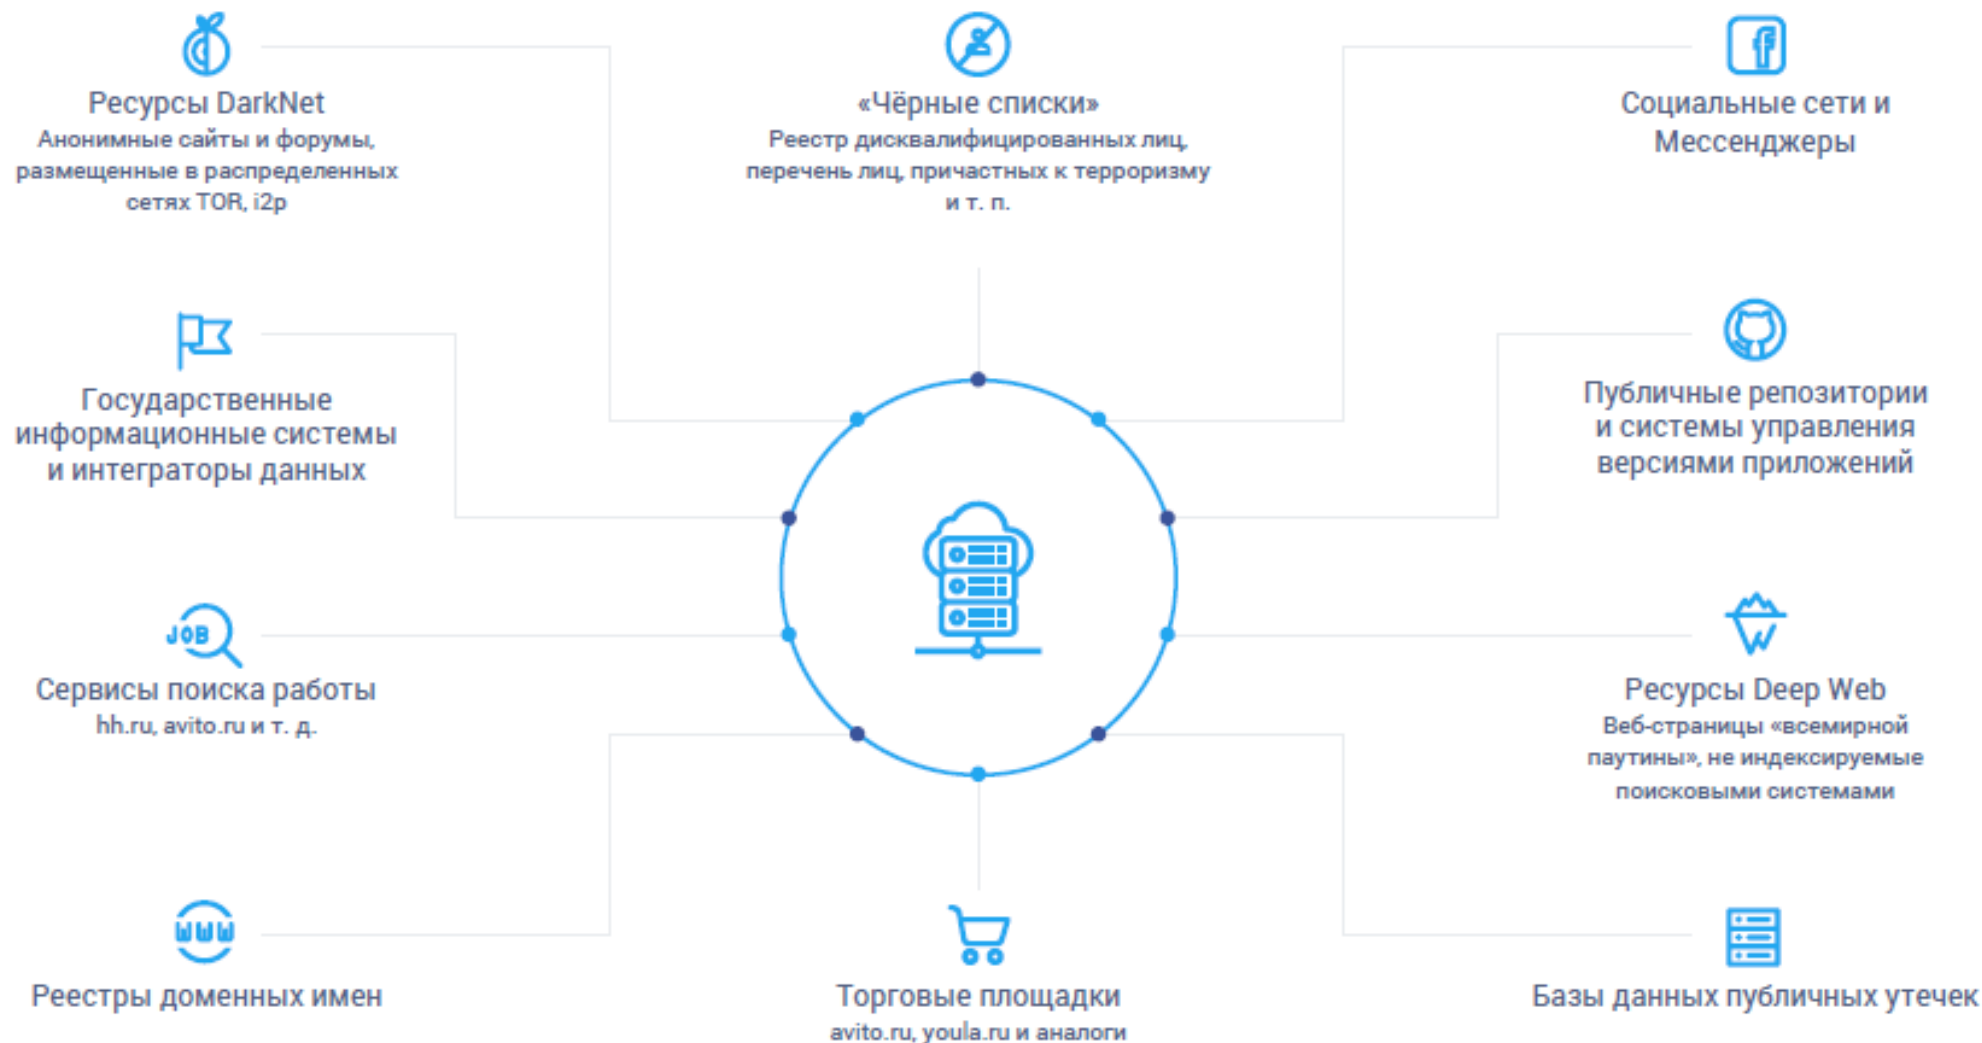 Ресурсы DarkNet
Анонимные сайты и форумы,
размещенные в распределенных
сетях TOR, i2p
«Чёрные списки»
Реестр дисквалифицированных лиц,
перечень лиц, причастных к терроризму
и т. п.
Социальные сети и
Мессенджеры
Государственные
информационные системы
и интеграторы данных
Публичные репозитории
и системы управления
версиями приложений
JOB
Сервисы поиска работы
hh.ru, avito.ru и т. д.
Ресурсы Deep Web
Веб-страницы «всемирной
паутины», не индексируемые
поисковыми системами
WWW
Реестры доменных имен
Торговые площадки
avito.ru, youla.ru и аналоги
Базы данных публичных утечек